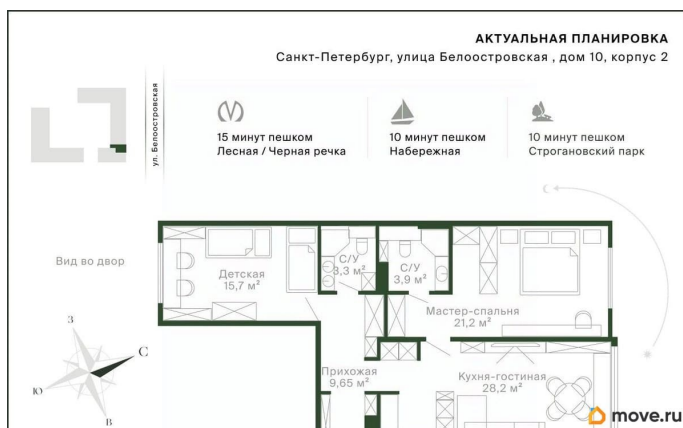 АКТУАЛЬНАЯ ПЛАНИРОВКА
Санкт-Петербург, улица Белоостровская , дом 10, корпус 2
ул. Белоостровская
15 минут пешком
Лесная / Черная речка
10 минут пешком
Набережная
10 минут пешком
Строгановский парк
Вид во двор
Детская
15,7 м²
С/У
3,3 м²
С/У
3,9 м²
Мастер-спальня
21,2 м²
Прихожая
9,65 м²
Кухня-гостиная
28,2 м²
З
С
Ю
В
move.ru